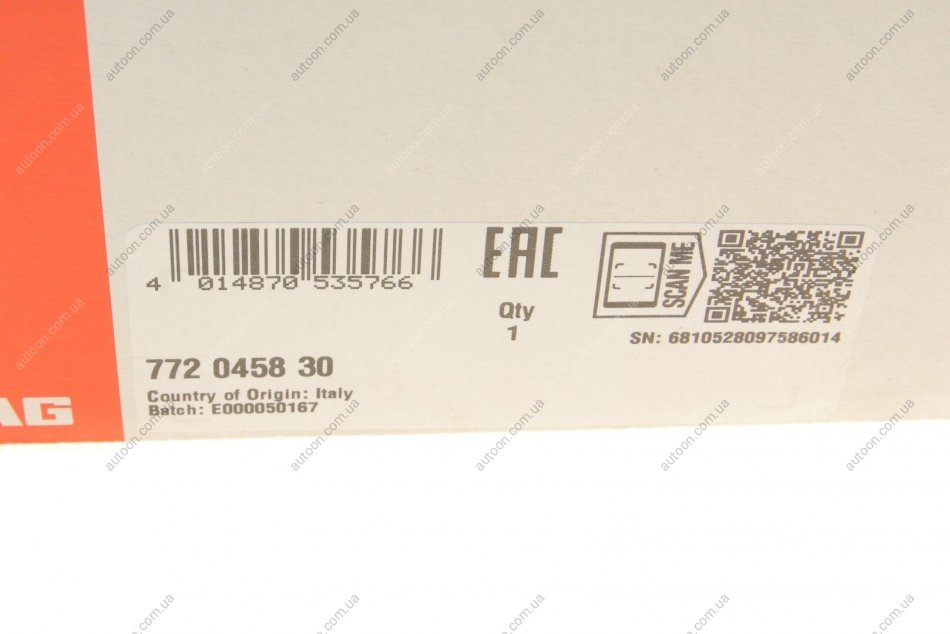 4 014870 535766
EAC
Qty
1
SCAN ME
SN: 6810528097586014
772 0458 30
Country of Origin: Italy
Batch: E000050167
AG
autoon.com.ua